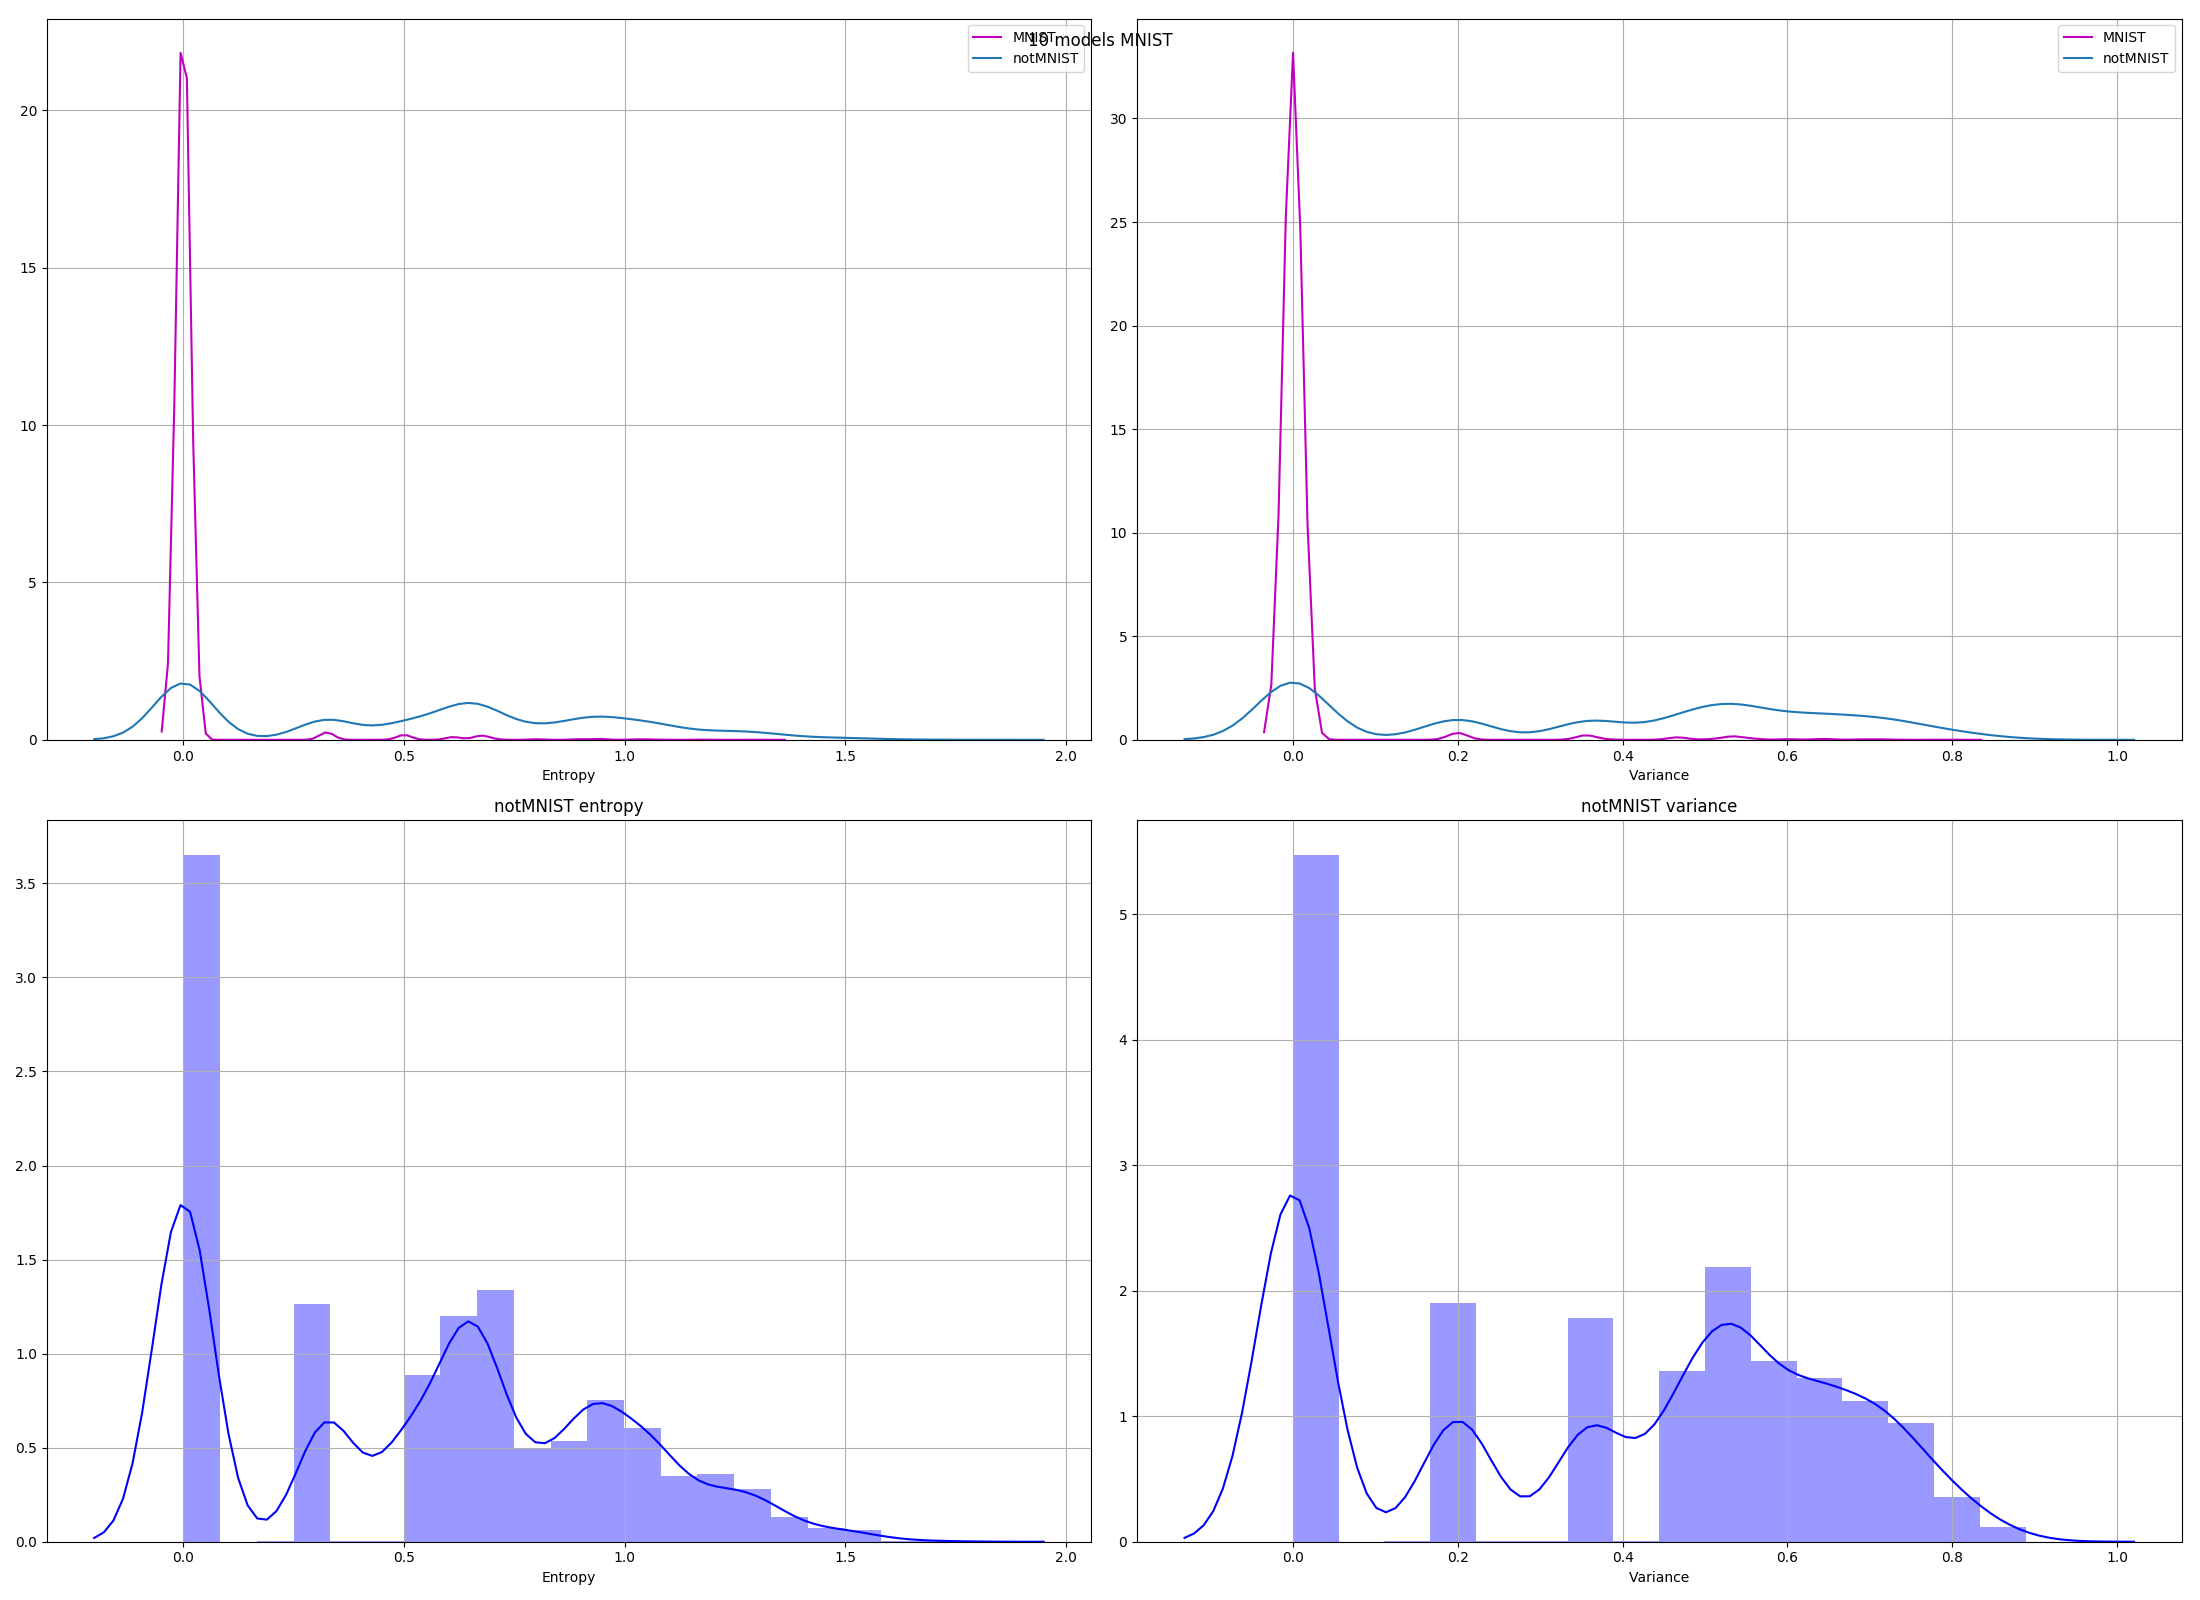 10 models MNIST
MNIST
notMNIST
20
15
10
5
0
0.0 0.5 1.0 1.5 2.0
Entropy
MNIST
notMNIST
30
25
20
15
10
5
0
0.0 0.2 0.4 0.6 0.8 1.0
Variance
notMNIST entropy
3.5
3.0
2.5
2.0
1.5
1.0
0.5
0.0
0.0 0.5 1.0 1.5 2.0
Entropy
notMNIST variance
5
4
3
2
1
0
0.0 0.2 0.4 0.6 0.8 1.0
Variance